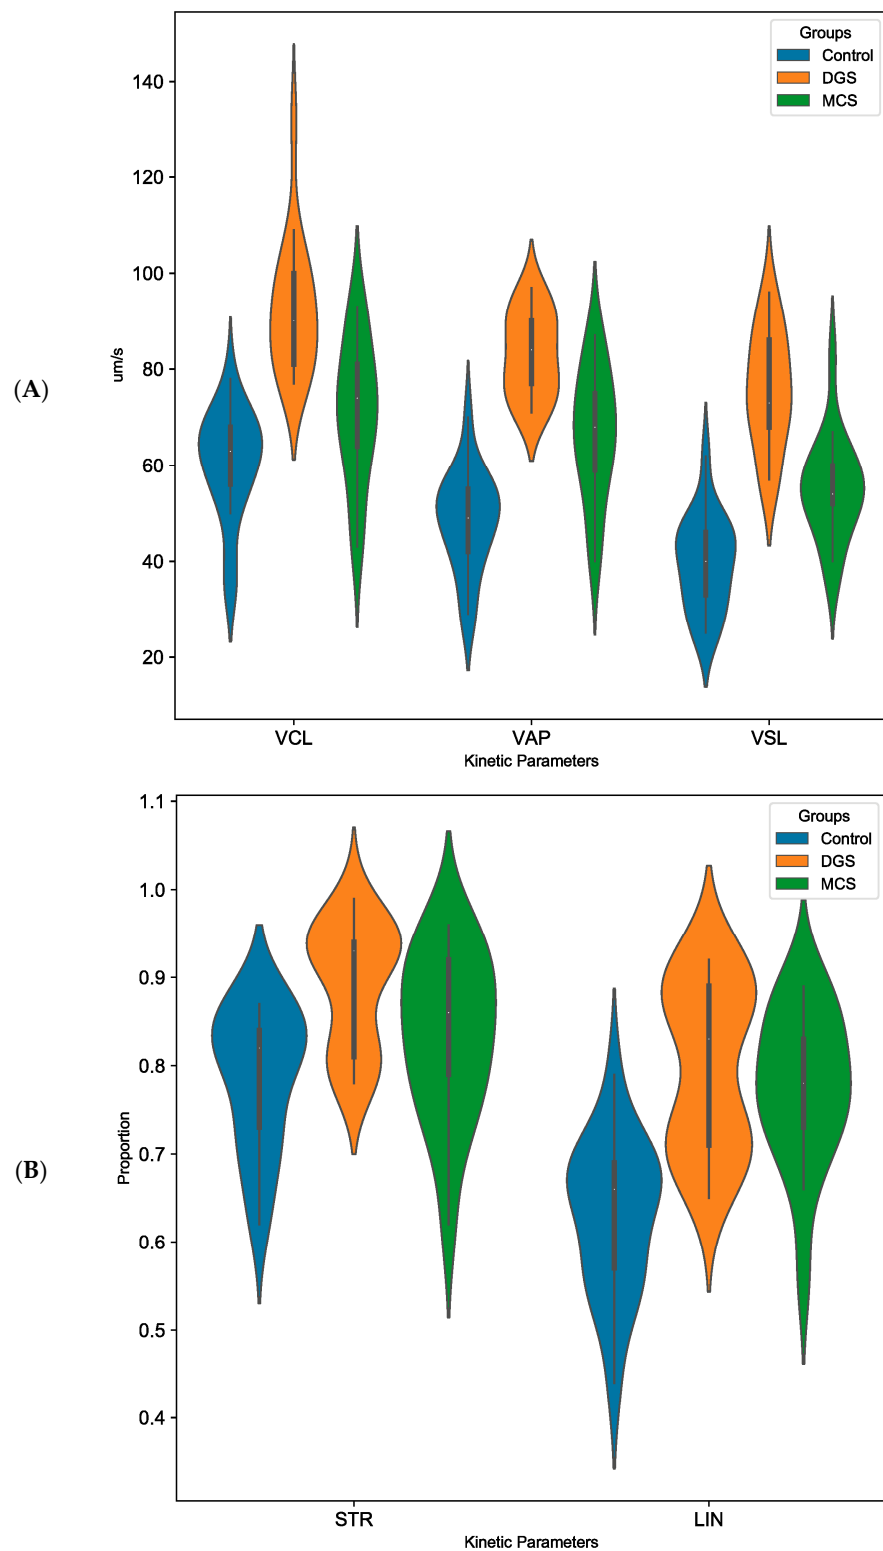 Groups
Control
DGS
MCS
140
120
100
80
60
40
20
um/s
(A)
VCL VAP VSL
Kinetic Parameters
1.1
1.0
0.9
0.8
0.7
0.6
0.5
0.4
Groups
Control
DGS
MCS
Proportion
(B)
STR LIN
Kinetic Parameters